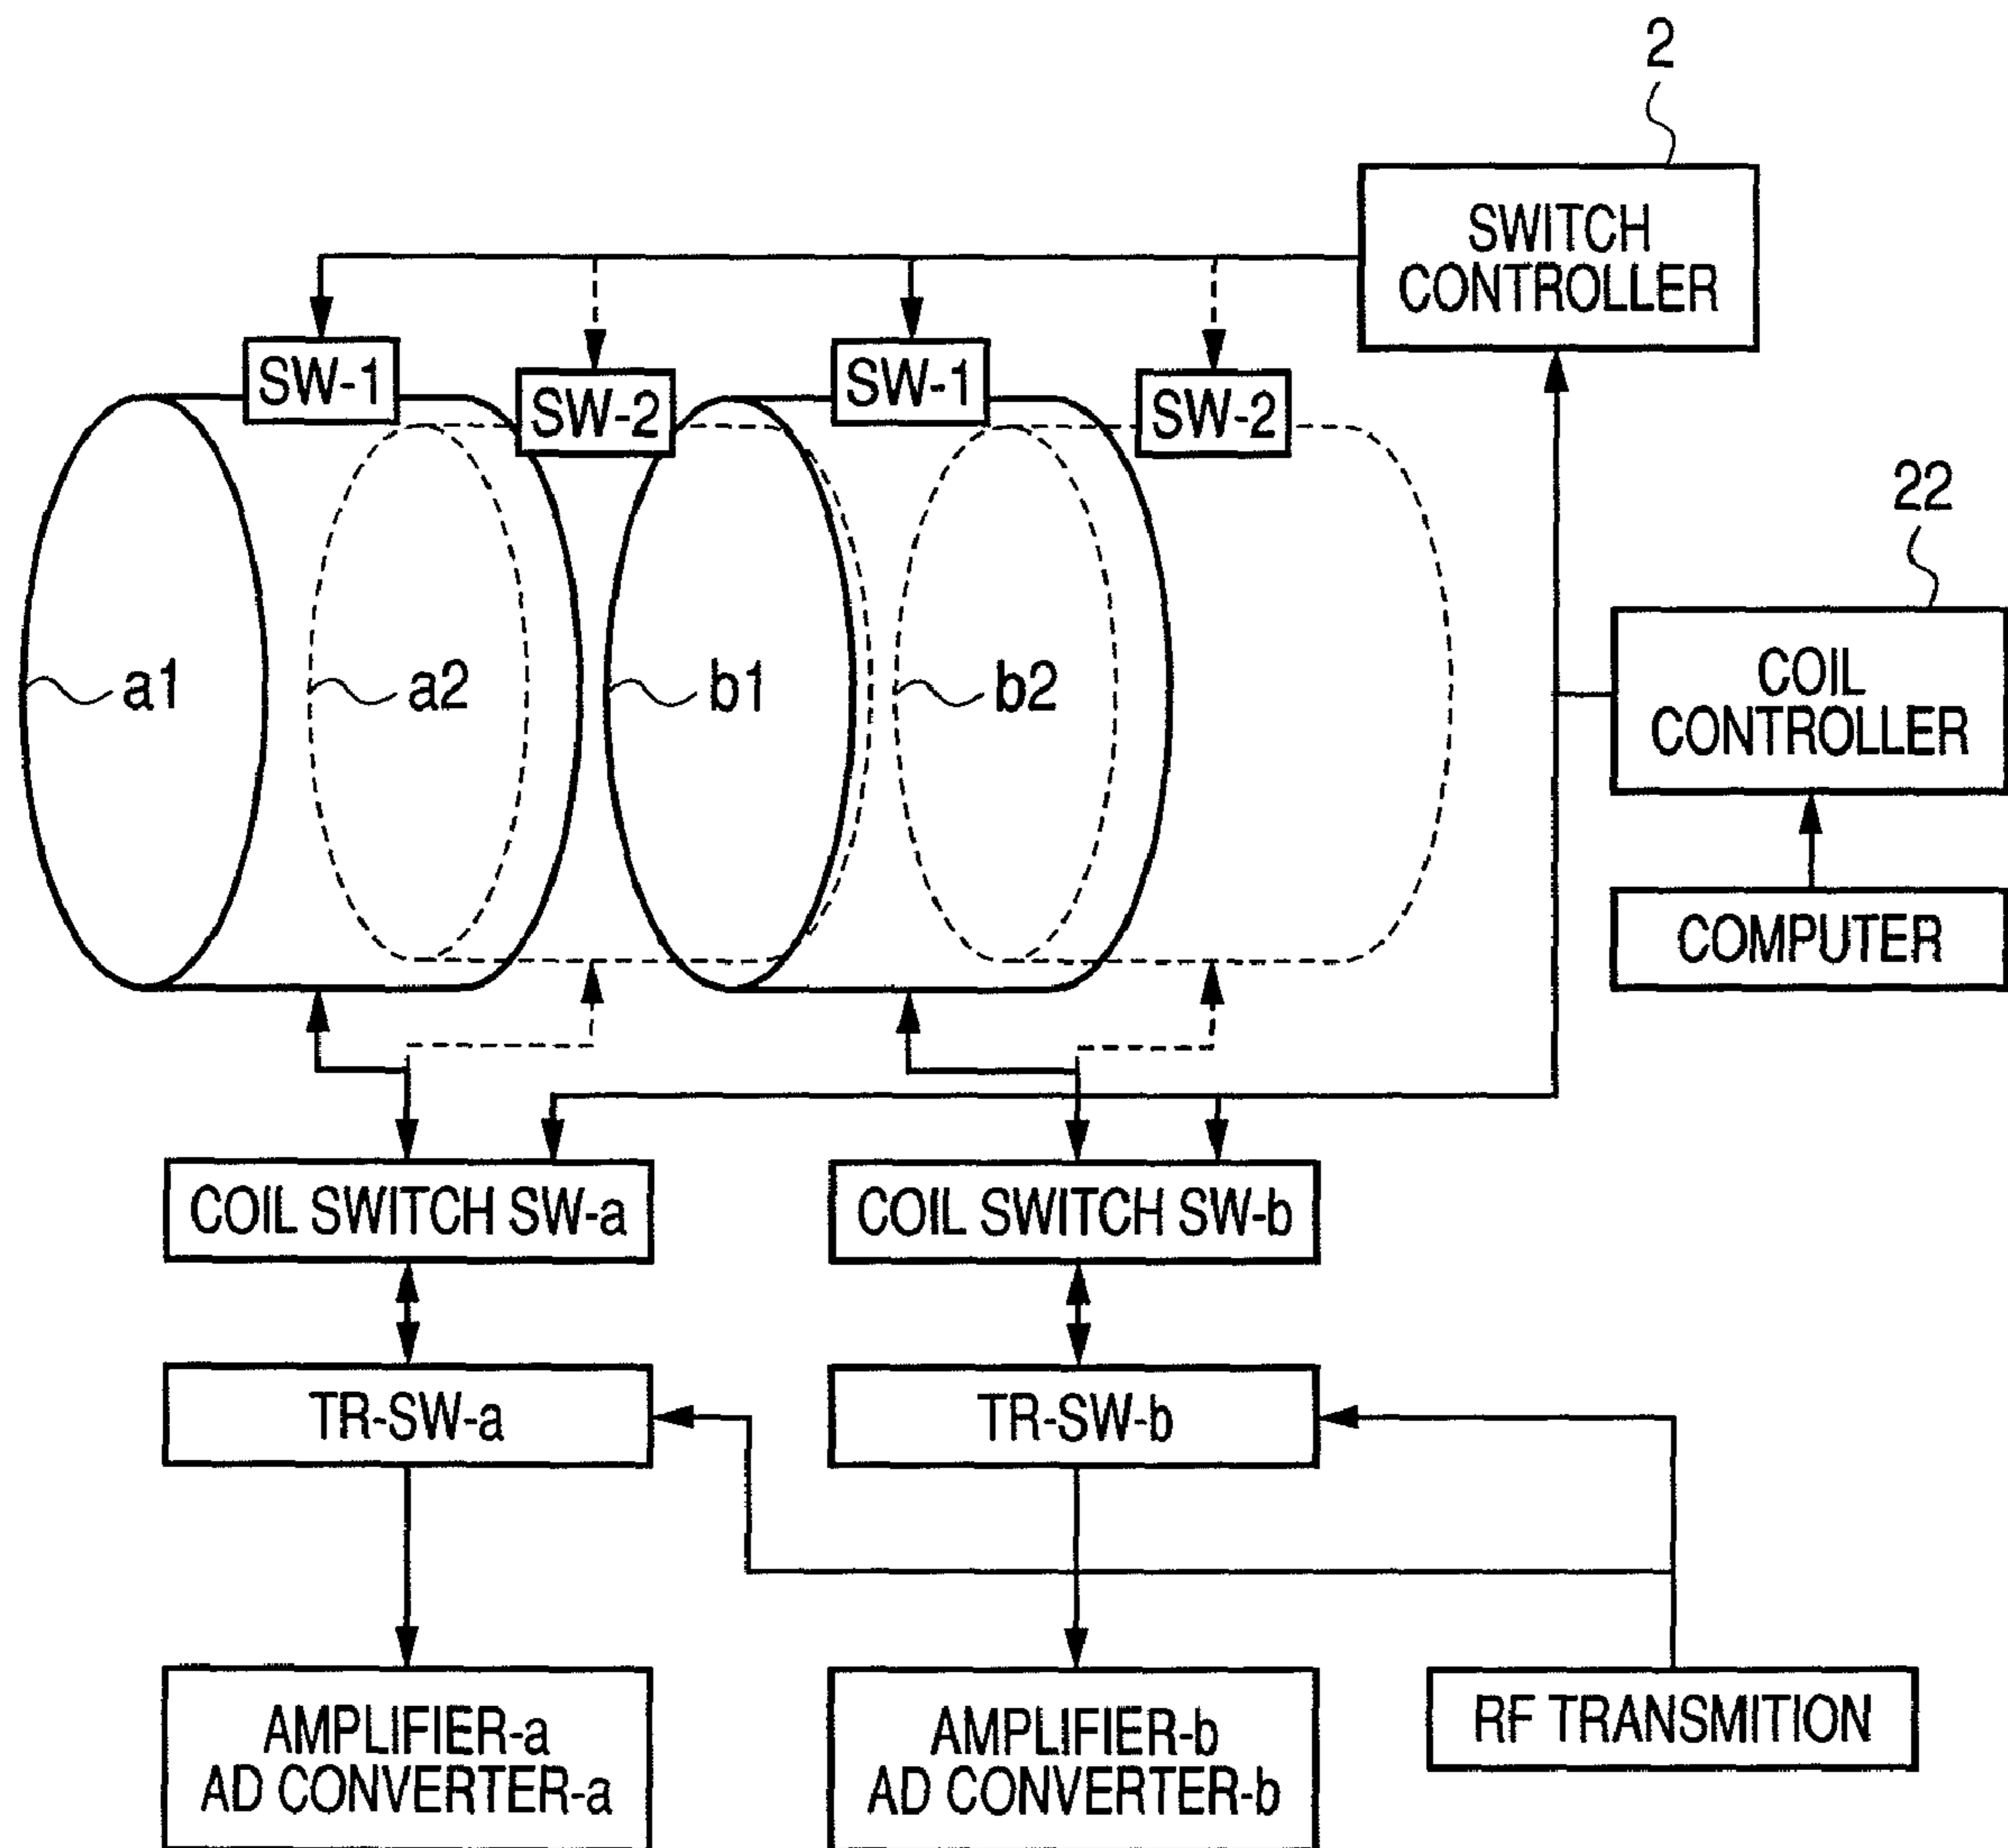 2
SWITCH
CONTROLLER
SW-1
SW-2
SW-1
SW-2
22
a1
a2
b1
b2
COIL
CONTROLLER
COMPUTER
COIL SWITCH SW-a
COIL SWITCH SW-b
TR-SW-a
TR-SW-b
AMPLIFIER-a
AD CONVERTER-a
AMPLIFIER-b
AD CONVERTER-b
RF TRANSMITION